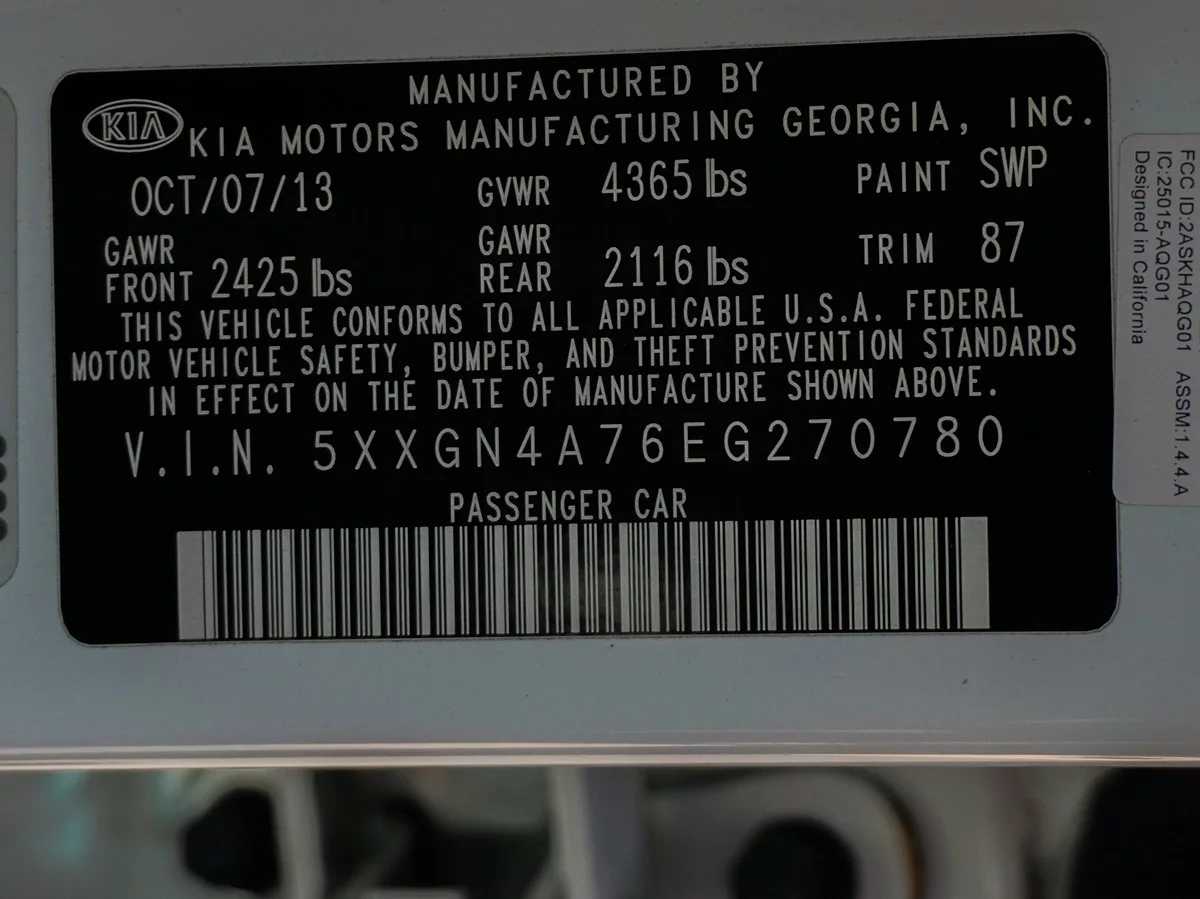 MANUFACTURED BY
KIA KIA MOTORS MANUFACTURING GEORGIA, INC.
OCT/07/13 GVWR 4365 lbs PAINT SWP
GAWR FRONT 2425 lbs GAWR REAR 2116 lbs TRIM 87
THIS VEHICLE CONFORMS TO ALL APPLICABLE U.S.A. FEDERAL
MOTOR VEHICLE SAFETY, BUMPER, AND THEFT PREVENTION STANDARDS
IN EFFECT ON THE DATE OF MANUFACTURE SHOWN ABOVE.
V.I.N. 5XXGN4A76EG270780
PASSENGER CAR
FCC ID:2ASKHAQG01 ASSM:1.4.4.A
IC:25015-AQG01
Designed in California